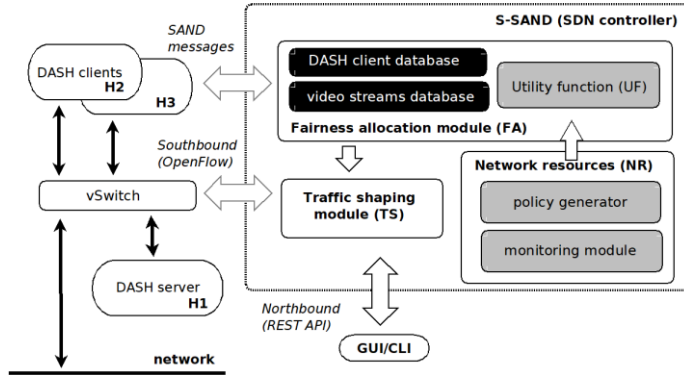 S-SAND (SDN controller)
SAND
messages
DASH clients
H2
H3
DASH client database
video streams database
Utility function (UF)
Fairness allocation module (FA)
Southbound
(OpenFlow)
Network resources (NR)
policy generator
monitoring module
vSwitch
Traffic shaping
module (TS)
DASH server
H1
Northbound
(REST API)
GUI/CLI
network